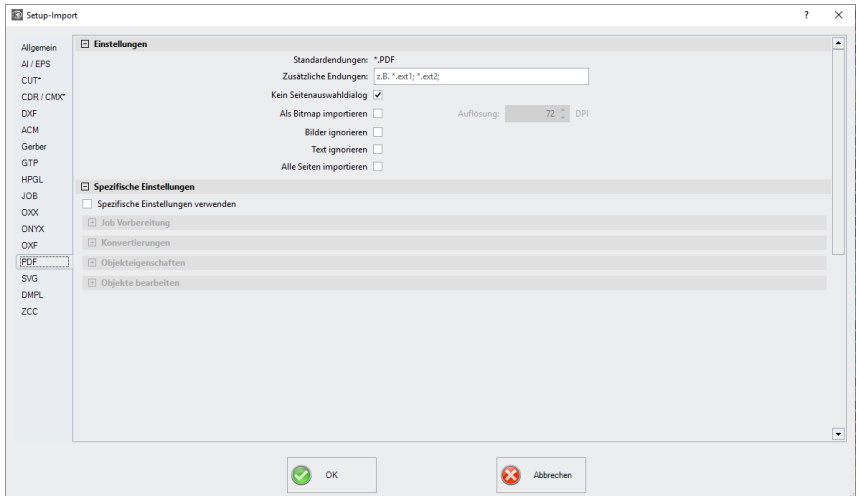 Setup-Import
?
Allgemein
AI / EPS
CUT*
CDR / CMX*
DXF
ACM
Gerber
GTP
HPGL
JOB
OXX
ONYX
OXF
PDF
SVG
DMPL
ZCC
Einstellungen
Standardendungen: *.PDF
Zusätzliche Endungen: z.B. *.ext1; *.ext2;
Kein Seitenauswahldialog
Als Bitmap importieren Auflösung: 72 DPI
Bilder ignorieren
Text ignorieren
Alle Seiten importieren
Spezifische Einstellungen
Spezifische Einstellungen verwenden
Job Vorbereitung
Konvertierungen
Objekteigenschaften
Objekte bearbeiten
OK Abbrechen